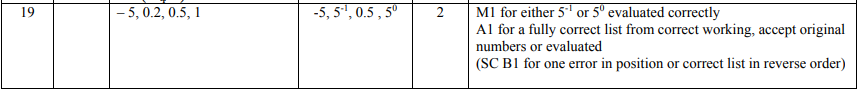 19 – 5, 0.2, 0.5, 1 -5, 5⁻¹, 0.5 , 5⁰ 2 M1 for either 5⁻¹ or 5⁰ evaluated correctly
A1 for a fully correct list from correct working, accept original
numbers or evaluated
(SC B1 for one error in position or correct list in reverse order)